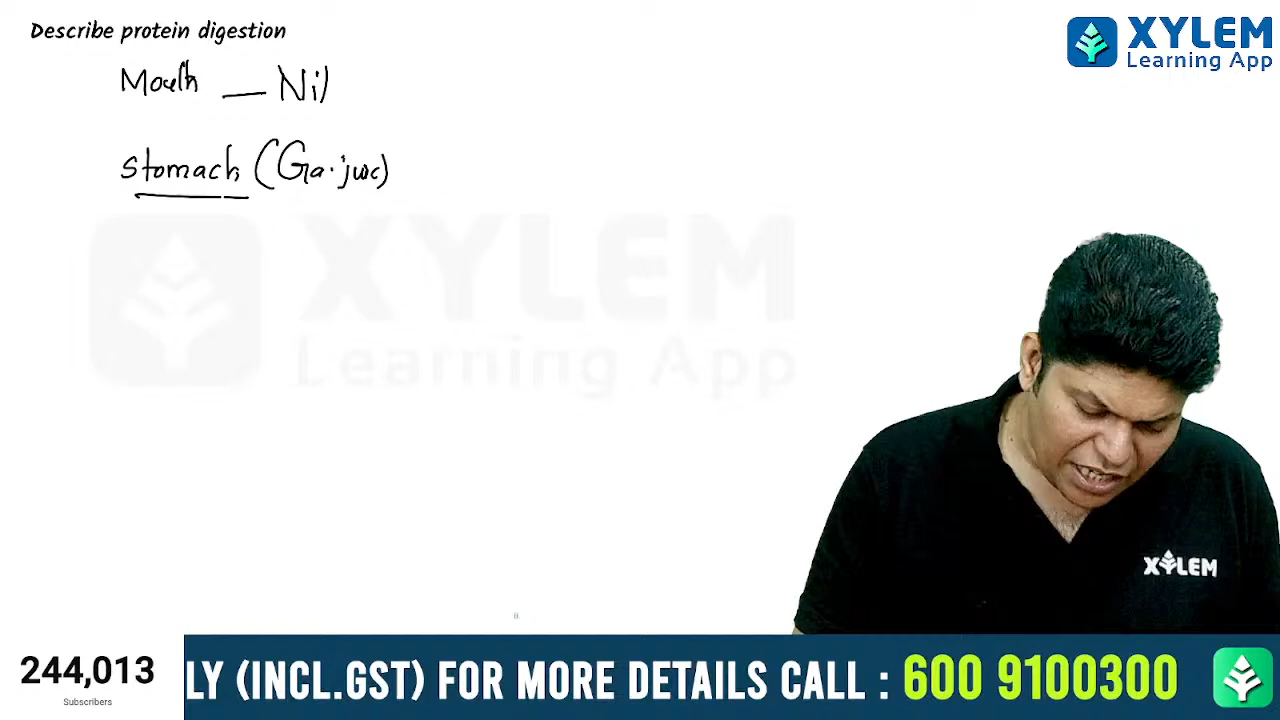 Describe protein digestion
XYLEM
Learning App
Mouth — Nil
Stomach (Ga. juc)
XYLEM
Learning App
XYLEM
244,013
Subscribers
LY (INCL.GST) FOR MORE DETAILS CALL : 600 9100300